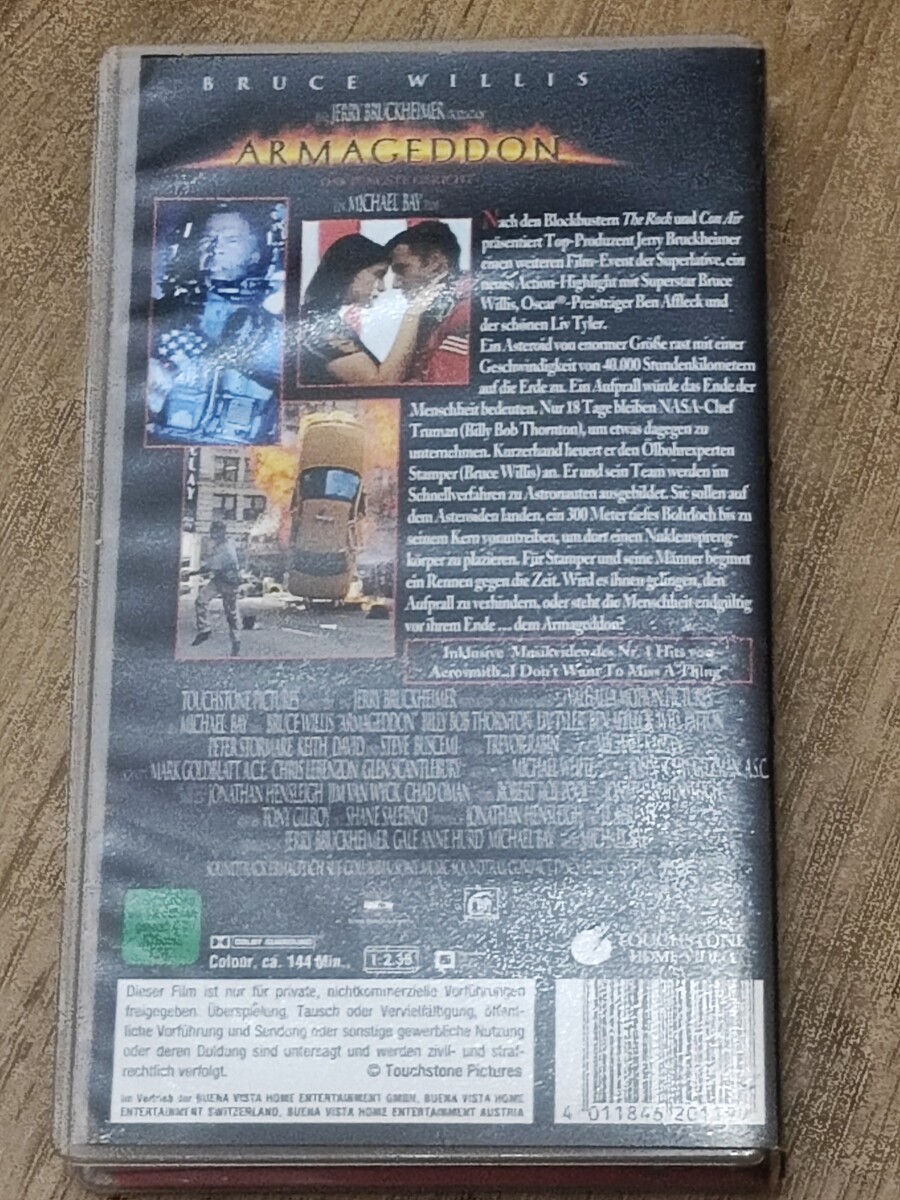 BRUCE WILLIS
JERRY BRUCKHEIMER
ARMAGEDDON
MICHAEL BAY
Nach den Blockbustern The Rock und Con Air
präsentiert Top-Produzent Jerry Bruckheimer
einen weiteren Film-Event der Superlative, ein
neues Action-Highlight mit Superstar Bruce
Willis, Oscar®-Preisträger Ben Affleck und
der schönen Liv Tyler.
Ein Asteroid von enormer Größe rast mit einer
Geschwindigkeit von 40.000 Stundenkilometern
auf die Erde zu. Ein Aufprall würde das Ende der
Menschheit bedeuten. Nur 18 Tage bleiben NASA-Chef
Truman (Billy Bob Thornton), um etwas dagegen zu
unternehmen. Kurzerhand heuert er den Ölbohrexperten
Stamper (Bruce Willis) an. Er und sein Team werden im
Schnellverfahren zu Astronauten ausgebildet. Sie sollen auf
dem Asteroiden landen, ein 300 Meter tiefes Bohrloch bis zu
seinem Kern vorantreiben, um dort einen Nuklearspreng-
körper zu plazieren. Für Stamper und seine Männer beginnt
ein Rennen gegen die Zeit. Wird es ihnen gelingen, den
Aufprall zu verhindern, oder steht die Menschheit endgültig
vor ihrem Ende ... dem Armageddon?
Inklusive Musikvideo des Nr. 1 Hits von
Aerosmith „I Don't Want To Miss A Thing"
TOUCHSTONE PICTURES JERRY BRUCKHEIMER
MICHAEL BAY BRUCE WILLIS "ARMAGEDDON" BILLY BOB THORNTON LIV TYLER BEN AFFLECK WILL PATTON
PETER STORMARE KEITH DAVID STEVE BUSCEMI TREVOR RABIN
MARK GOLDBLATT A.C.E. CHRIS LEBENZON GLEN SCANTLEBURY MICHAEL WHITE A.S.C.
JONATHAN HENSLEIGH JIM VAN WYCK CHAD OMAN
TONY GILROY SHANE SALERNO JONATHAN HENSLEIGH
JERRY BRUCKHEIMER GALE ANNE HURD MICHAEL BAY MICHAEL BAY
DOLBY SURROUND
Colour, ca. 144 Min. 1:2.35
TOUCHSTONE
HOME VIDEO
Dieser Film ist nur für private, nichtkommerzielle Vorführungen
freigegeben. Überspielung, Tausch oder Vervielfältigung, öffent-
liche Vorführung und Sendung oder sonstige gewerbliche Nutzung
oder deren Duldung sind untersagt und werden zivil- und straf-
rechtlich verfolgt. © Touchstone Pictures
Im Vertrieb der BUENA VISTA HOME ENTERTAINMENT GMBH, BUENA VISTA HOME
ENTERTAINMENT SWITZERLAND, BUENA VISTA HOME ENTERTAINMENT AUSTRIA